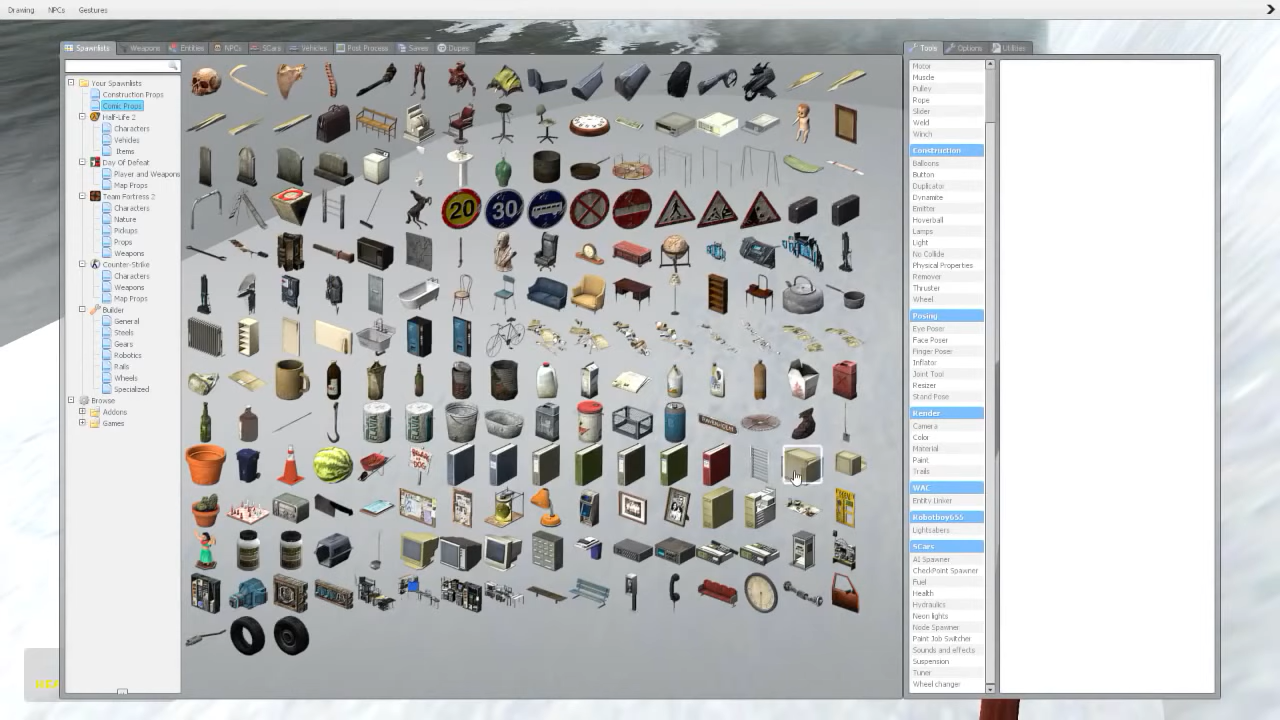 Drawing NPCs Gestures
Spawnlists Weapons Entities NPCs SCars Vehicles Post Process Saves Dupes
Tools Options Utilities
Your Spawnlists
Construction Props
Comic Props
Half-Life 2
Characters
Vehicles
Items
Day Of Defeat
Player and Weapons
Map Props
Team Fortress 2
Characters
Nature
Pickups
Props
Weapons
Counter-Strike
Characters
Weapons
Map Props
Builder
General
Steels
Gears
Robotics
Rails
Wheels
Specialized
Browse
Addons
Games
20
30
Motor
Muscle
Pulley
Rope
Slider
Weld
Winch
Construction
Balloons
Button
Duplicator
Dynamite
Emitter
Hoverball
Lamps
Light
No Collide
Physical Properties
Remover
Thruster
Wheel
Posing
Eye Poser
Face Poser
Finger Poser
Inflator
Joint Tool
Resizer
Stand Pose
Render
Camera
Color
Material
Paint
Trails
WAC
Entity Linker
Robotboy655
Lightsabers
SCars
AI Spawner
CheckPoint Spawner
Fuel
Health
Hydraulics
Neon lights
Node Spawner
Paint Job Switcher
Sounds and effects
Suspension
Tuner
Wheel changer